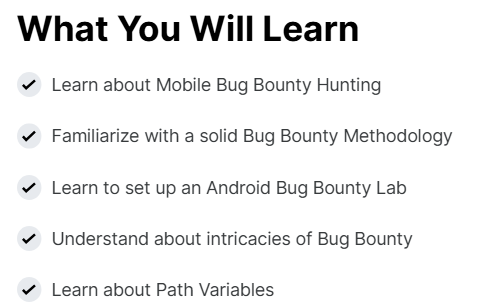 What You Will Learn
Learn about Mobile Bug Bounty Hunting
Familiarize with a solid Bug Bounty Methodology
Learn to set up an Android Bug Bounty Lab
Understand about intricacies of Bug Bounty
Learn about Path Variables